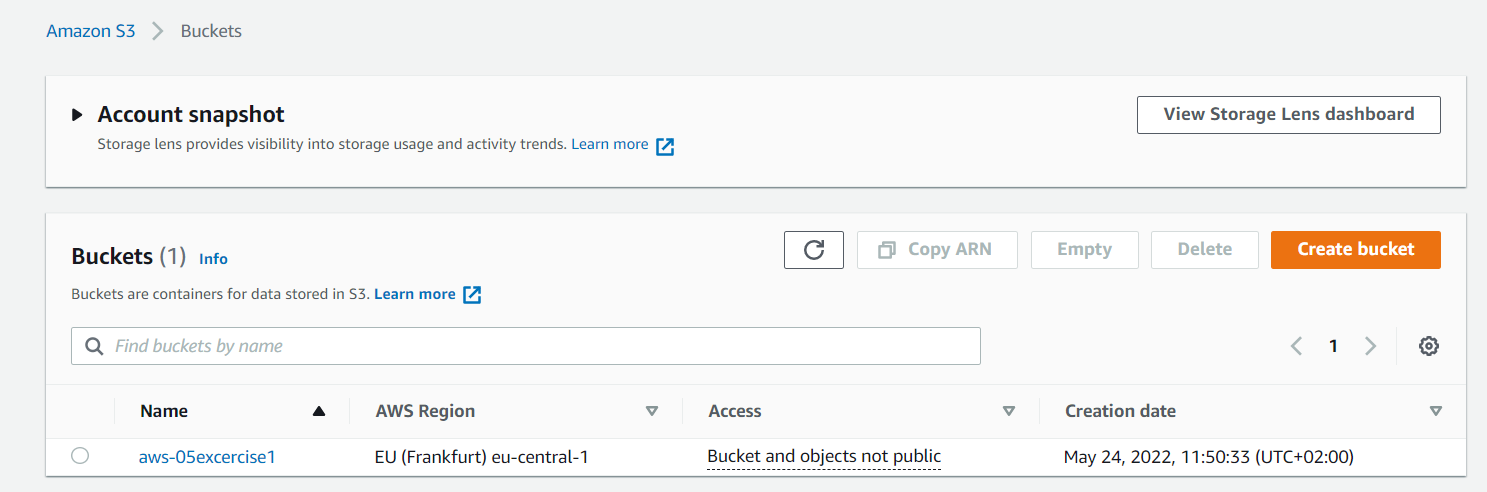 Amazon S3 > Buckets
Account snapshot
View Storage Lens dashboard
Storage lens provides visibility into storage usage and activity trends. Learn more
Buckets (1) Info
Copy ARN Empty Delete Create bucket
Buckets are containers for data stored in S3. Learn more
Find buckets by name
1
Name AWS Region Access Creation date
aws-05excercise1 EU (Frankfurt) eu-central-1 Bucket and objects not public May 24, 2022, 11:50:33 (UTC+02:00)